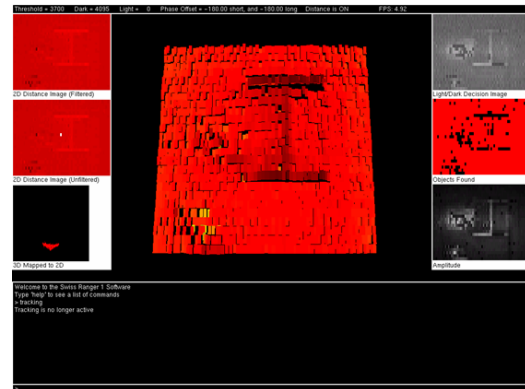 Threshold = 3700 Dark = 4095 Light = 0 Phase Offset = -180.00 short, and -180.00 long Distance is ON FPS 4.92
2D Distance Image (Filtered)
Light/Dark Decision Image
2D Distance Image (Unfiltered)
Objects Found
3D Mapped to 2D
Amplitude
Welcome to the Swiss Ranger 1 Software
Type 'help' to see a list of commands
> tracking
Tracking is no longer active
>